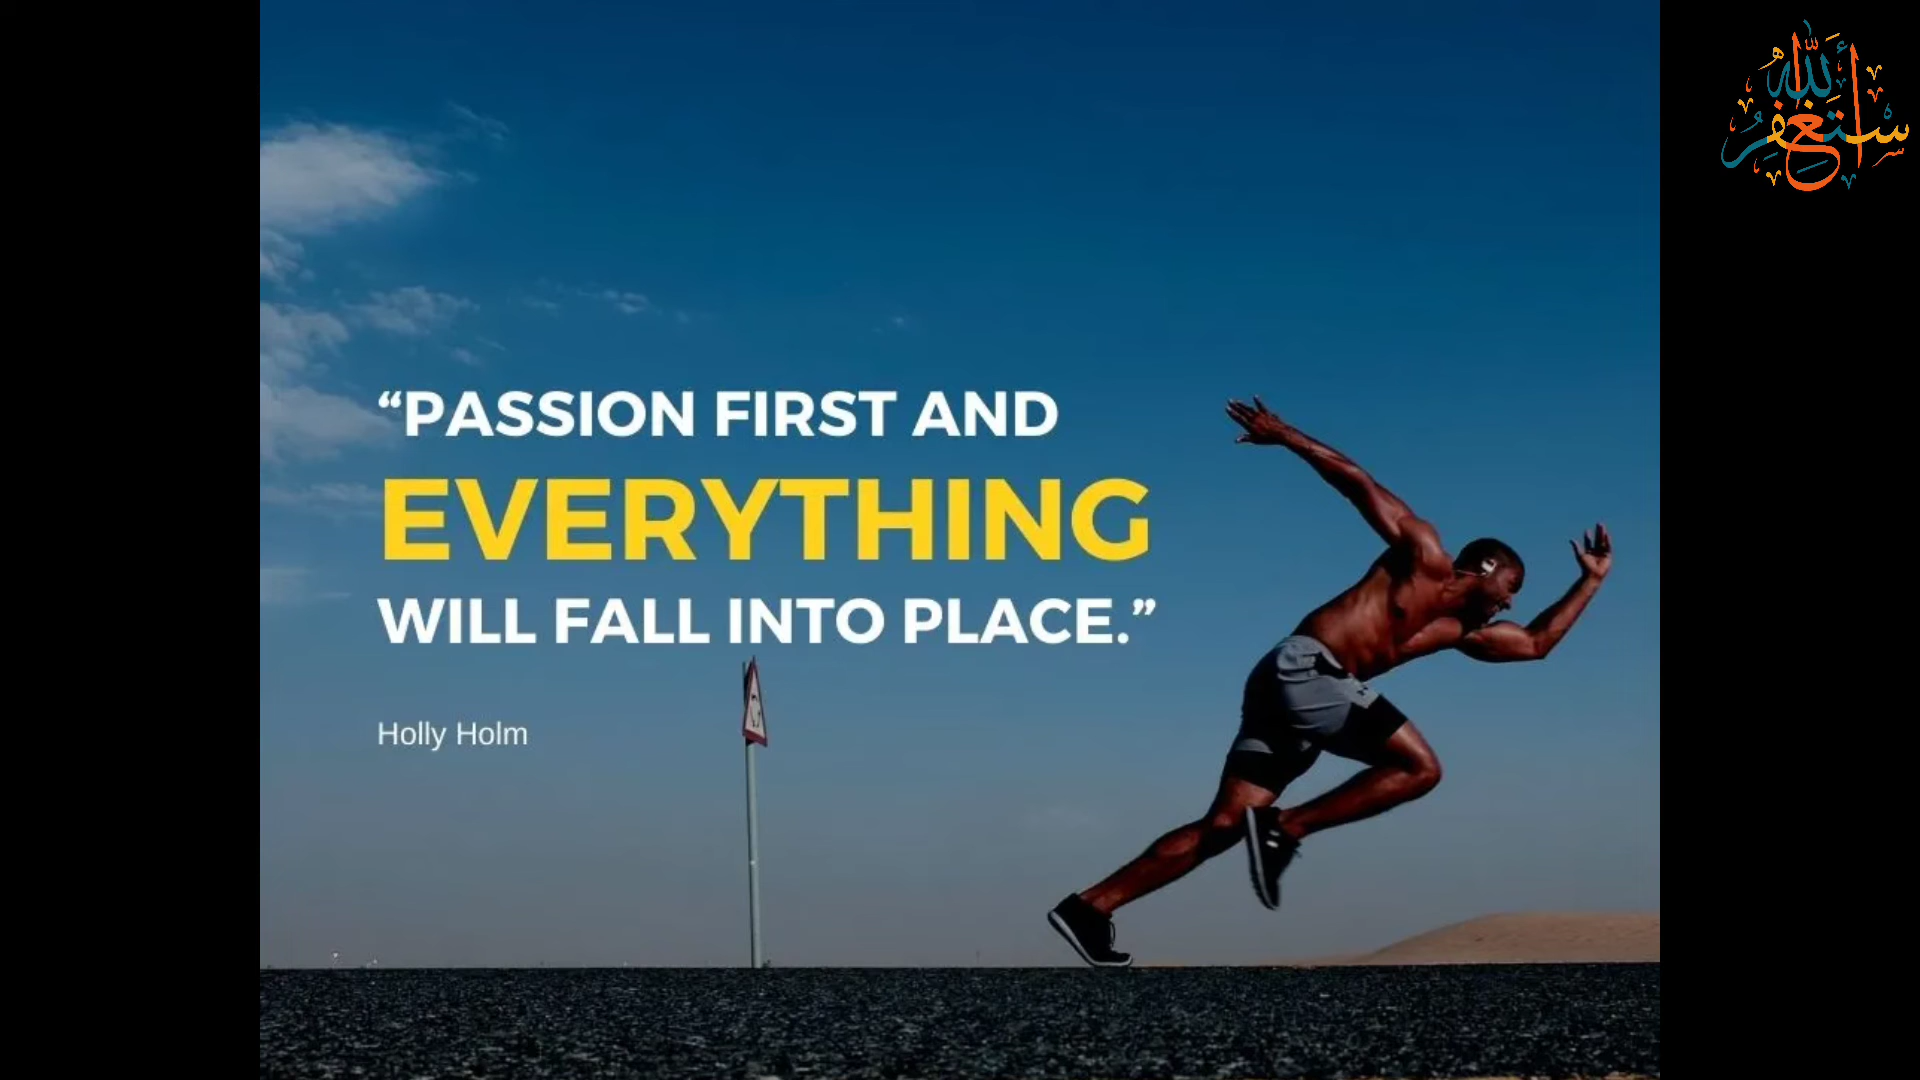 “PASSION FIRST AND
EVERYTHING
WILL FALL INTO PLACE.”
Holly Holm
أستغفر الله